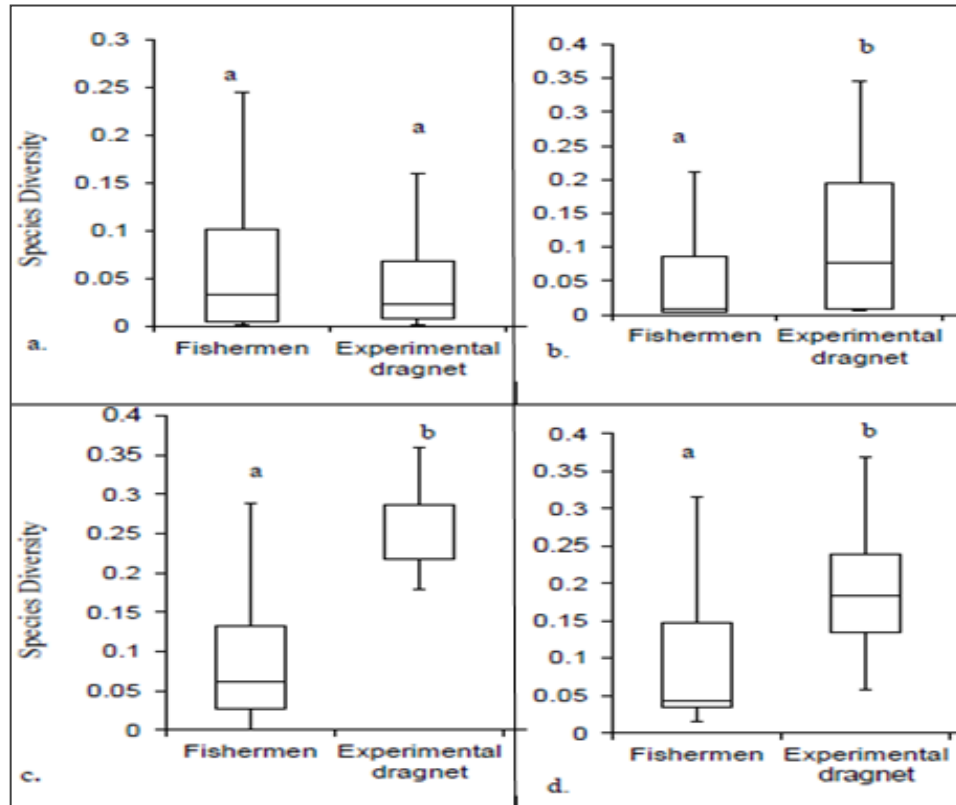 Species Diversity
0.3
0.25
0.2
0.15
0.1
0.05
0
a
a
Fishermen
Experimental
dragnet
a.
0.4
0.35
0.3
0.25
0.2
0.15
0.1
0.05
0
a
b
Fishermen
Experimental
dragnet
b.
Species Diversity
0.4
0.35
0.3
0.25
0.2
0.15
0.1
0.05
0
a
b
Fishermen
Experimental
dragnet
c.
0.4
0.35
0.3
0.25
0.2
0.15
0.1
0.05
0
a
b
Fishermen
Experimental
dragnet
d.